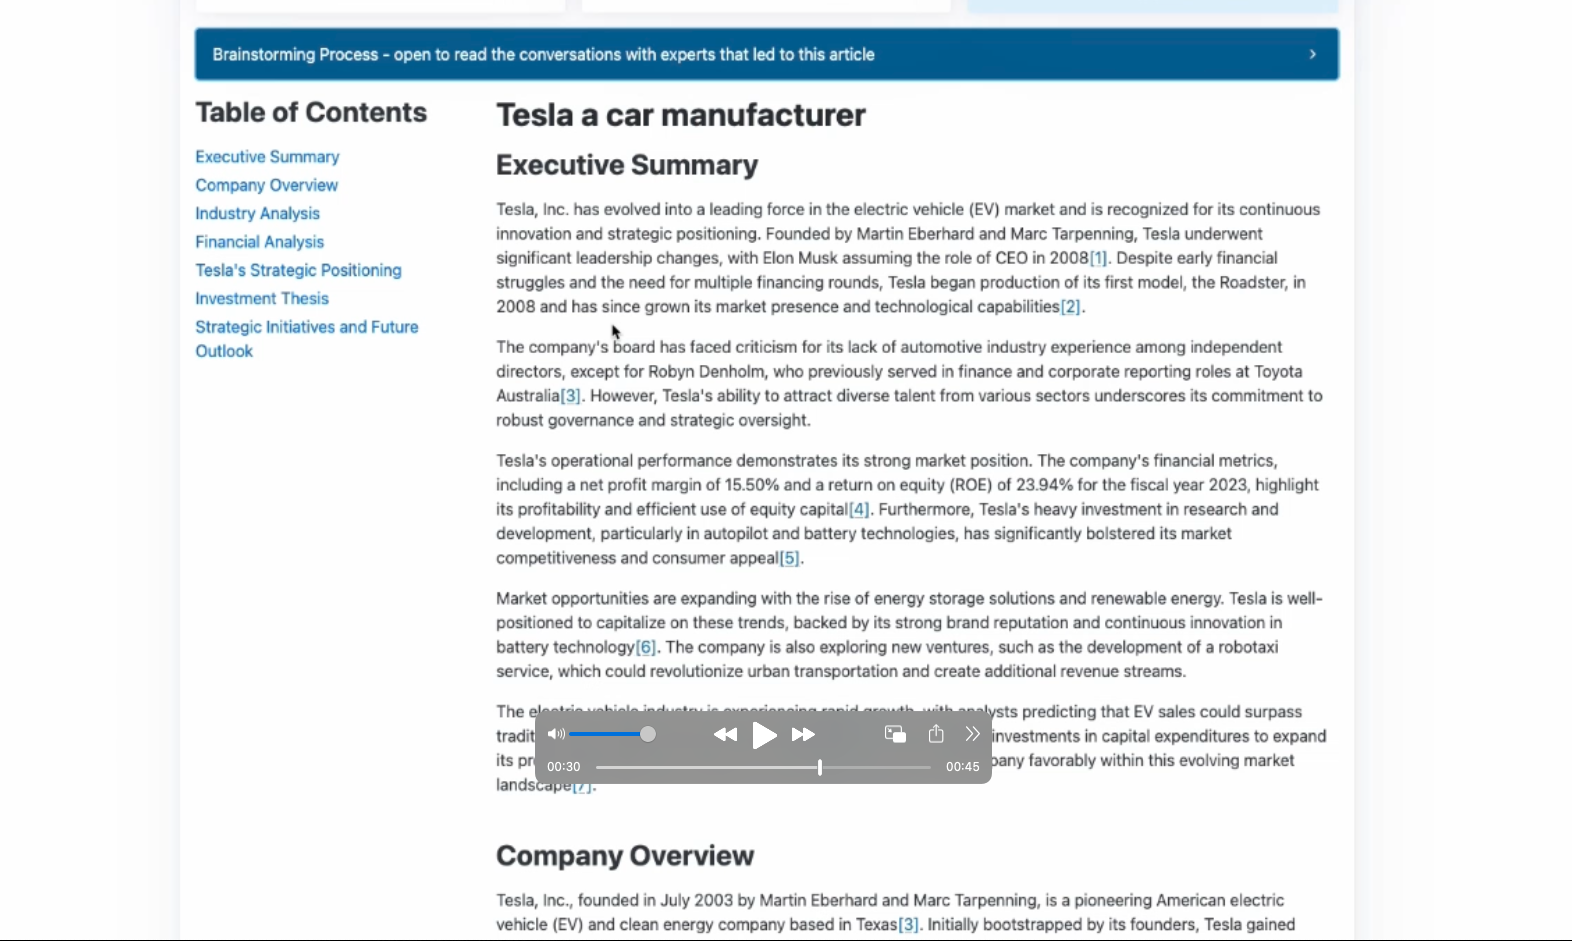 Brainstorming Process - open to read the conversations with experts that led to this article
Table of Contents
Executive Summary
Company Overview
Industry Analysis
Financial Analysis
Tesla's Strategic Positioning
Investment Thesis
Strategic Initiatives and Future
Outlook
Tesla a car manufacturer
Executive Summary
Tesla, Inc. has evolved into a leading force in the electric vehicle (EV) market and is recognized for its continuous
innovation and strategic positioning. Founded by Martin Eberhard and Marc Tarpenning, Tesla underwent
significant leadership changes, with Elon Musk assuming the role of CEO in 2008[1]. Despite early financial
struggles and the need for multiple financing rounds, Tesla began production of its first model, the Roadster, in
2008 and has since grown its market presence and technological capabilities[2].
The company's board has faced criticism for its lack of automotive industry experience among independent
directors, except for Robyn Denholm, who previously served in finance and corporate reporting roles at Toyota
Australia[3]. However, Tesla's ability to attract diverse talent from various sectors underscores its commitment to
robust governance and strategic oversight.
Tesla's operational performance demonstrates its strong market position. The company's financial metrics,
including a net profit margin of 15.50% and a return on equity (ROE) of 23.94% for the fiscal year 2023, highlight
its profitability and efficient use of equity capital[4]. Furthermore, Tesla's heavy investment in research and
development, particularly in autopilot and battery technologies, has significantly bolstered its market
competitiveness and consumer appeal[5].
Market opportunities are expanding with the rise of energy storage solutions and renewable energy. Tesla is well-
positioned to capitalize on these trends, backed by its strong brand reputation and continuous innovation in
battery technology[6]. The company is also exploring new ventures, such as the development of a robotaxi
service, which could revolutionize urban transportation and create additional revenue streams.
The electric vehicle industry is experiencing rapid growth, with analysts predicting that EV sales could surpass
investments in capital expenditures to expand
its favorably within this evolving market
landscape[7].
00:30
00:45
Company Overview
Tesla, Inc., founded in July 2003 by Martin Eberhard and Marc Tarpenning, is a pioneering American electric
vehicle (EV) and clean energy company based in Texas[3]. Initially bootstrapped by its founders, Tesla gained